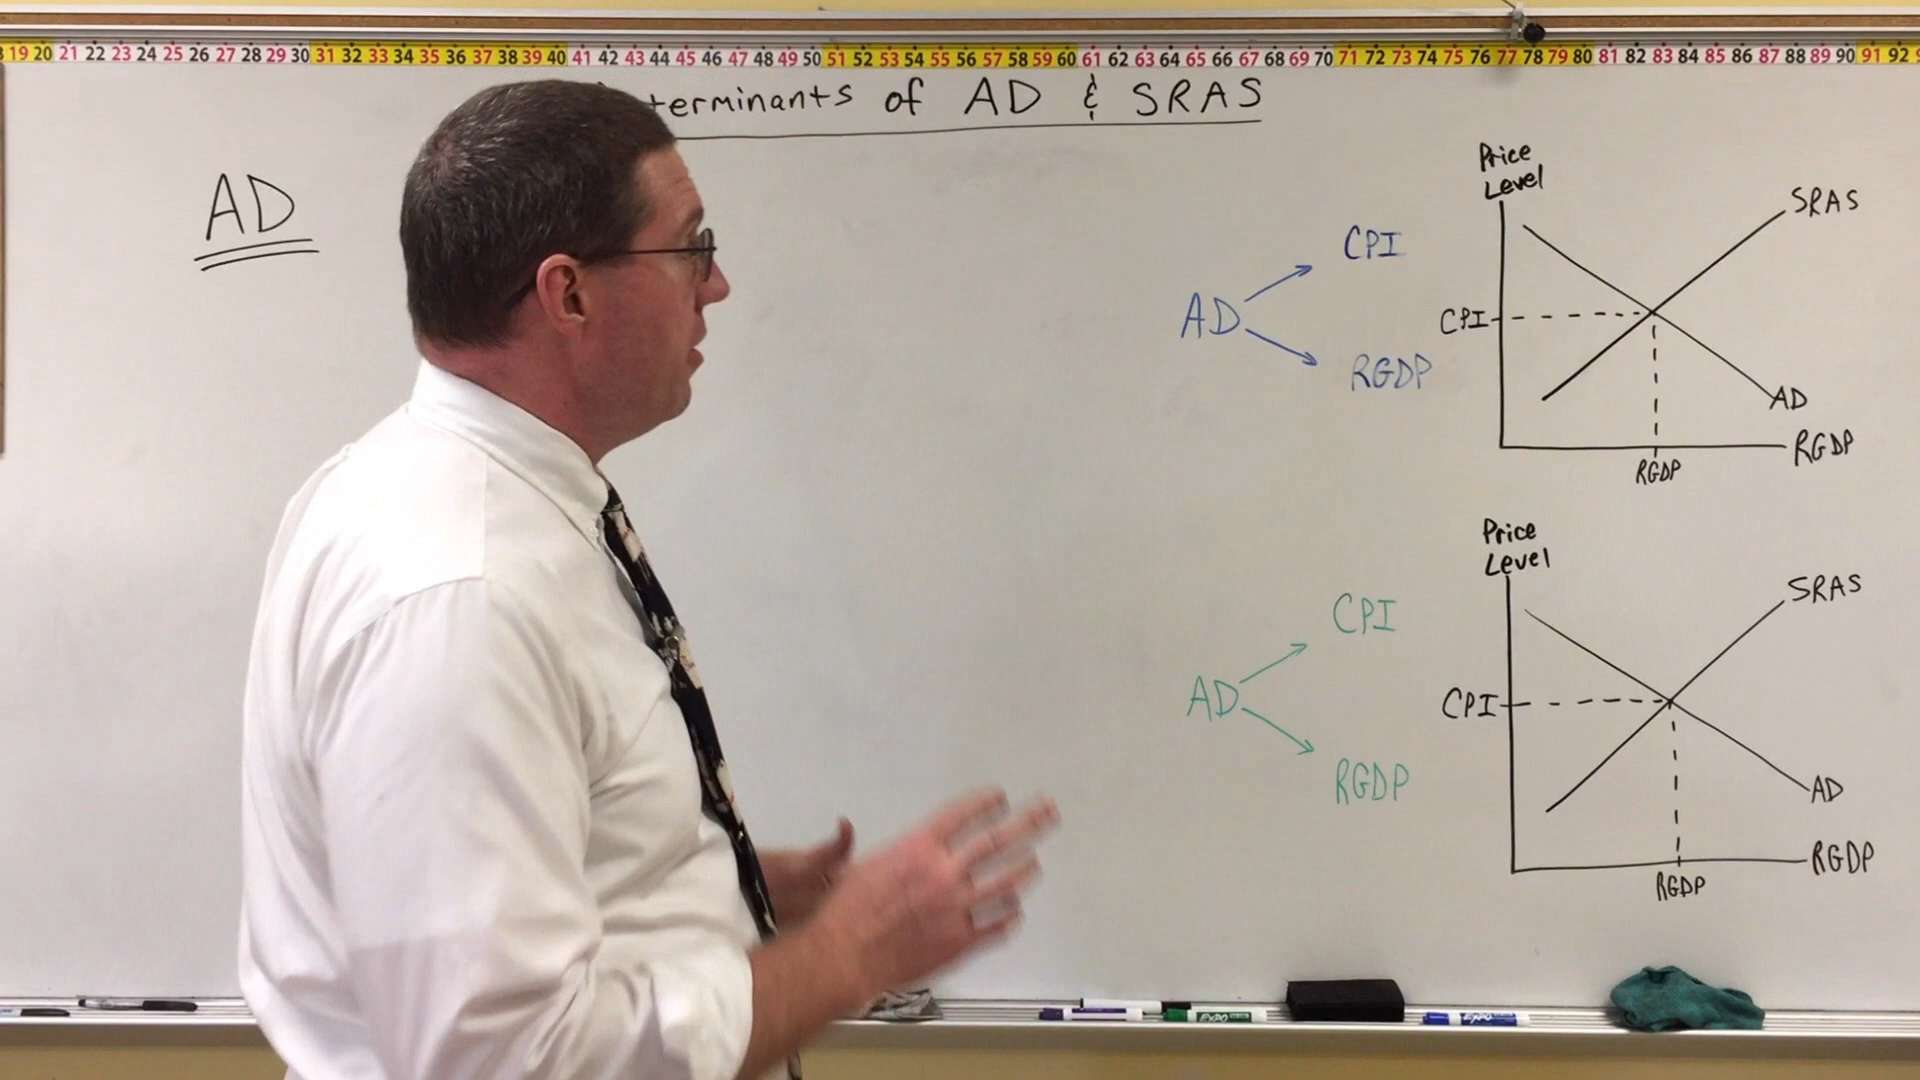 19 20 21 22 23 24 25 26 27 28 29 30 31 32 33 34 35 36 37 38 39 40 41 42 43 44 45 46 47 48 49 50 51 52 53 54 55 56 57 58 59 60 61 62 63 64 65 66 67 68 69 70 71 72 73 74 75 76 77 78 79 80 81 82 83 84 85 86 87 88 89 90 91 92
terminants of AD & SRAS
AD
AD
CPI
RGDP
Price
Level
SRAS
CPI
AD
RGDP
RGDP
AD
CPI
RGDP
Price
Level
SRAS
CPI
AD
RGDP
RGDP
EXPO
EXPO